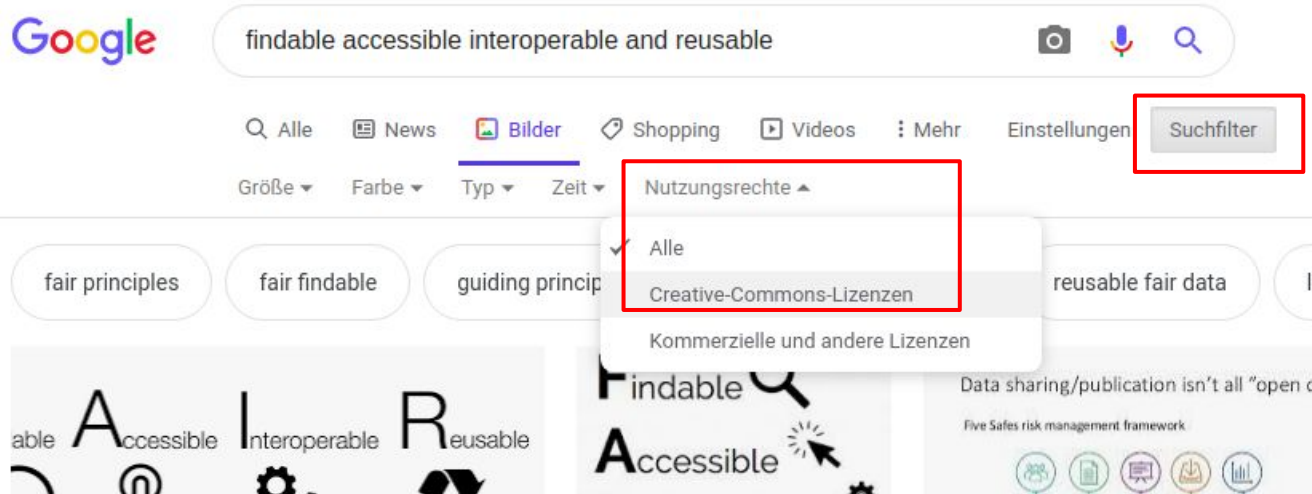 Google findable accessible interoperable and reusable
Alle News Bilder Shopping Videos Mehr Einstellungen Suchfilter
Größe Farbe Typ Zeit Nutzungsrechte
Alle
fair principles fair findable guiding princip reusable fair data
Creative-Commons-Lizenzen
Kommerzielle und andere Lizenzen
able Accessible Interoperable Reusable
Findable
Accessible
Data sharing/publication isn't all "open
Five Safes risk management framework